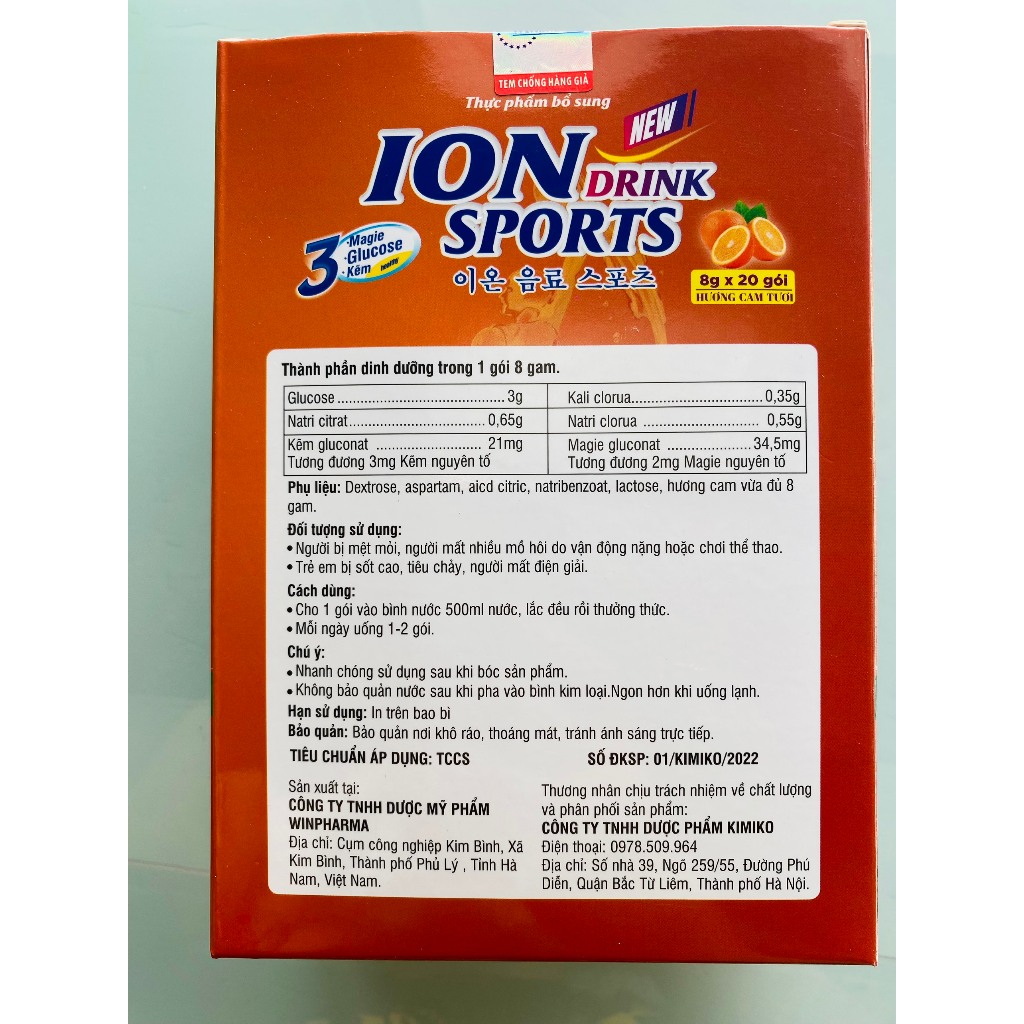 TEM CHỐNG HÀNG GIẢ
Thực phẩm bổ sung
NEW
ION DRINK
SPORTS
3 ·Magie
·Glucose
·Kẽm healthy
이온 음료 스포츠
8g x 20 gói
HƯƠNG CAM TƯƠI
Thành phần dinh dưỡng trong 1 gói 8 gam.
Glucose ........................................... 3g
Kali clorua.................................0,35g
Natri citrat...................................0,65g
Natri clorua .............................. 0,55g
Kẽm gluconat ........................... 21mg
Tương đương 3mg Kẽm nguyên tố
Magie gluconat ......................34,5mg
Tương đương 2mg Magie nguyên tố
Phụ liệu: Dextrose, aspartam, aicd citric, natribenzoat, lactose, hương cam vừa đủ 8
gam.
Đối tượng sử dụng:
• Người bị mệt mỏi, người mất nhiều mồ hôi do vận động nặng hoặc chơi thể thao.
• Trẻ em bị sốt cao, tiêu chảy, người mất điện giải.
Cách dùng:
• Cho 1 gói vào bình nước 500ml nước, lắc đều rồi thưởng thức.
• Mỗi ngày uống 1-2 gói.
Chú ý:
• Nhanh chóng sử dụng sau khi bóc sản phẩm.
• Không bảo quản nước sau khi pha vào bình kim loại.Ngon hơn khi uống lạnh.
Hạn sử dụng: In trên bao bì
Bảo quản: Bảo quản nơi khô ráo, thoáng mát, tránh ánh sáng trực tiếp.
TIÊU CHUẨN ÁP DỤNG: TCCS
SỐ ĐKSP: 01/KIMIKO/2022
Sản xuất tại:
CÔNG TY TNHH DƯỢC MỸ PHẨM
WINPHARMA
Địa chỉ: Cụm công nghiệp Kim Bình, Xã
Kim Bình, Thành phố Phủ Lý , Tỉnh Hà
Nam, Việt Nam.
Thương nhân chịu trách nhiệm về chất lượng
và phân phối sản phẩm:
CÔNG TY TNHH DƯỢC PHẨM KIMIKO
Điện thoại: 0978.509.964
Địa chỉ: Số nhà 39, Ngõ 259/55, Đường Phú
Diễn, Quận Bắc Từ Liêm, Thành phố Hà Nội.